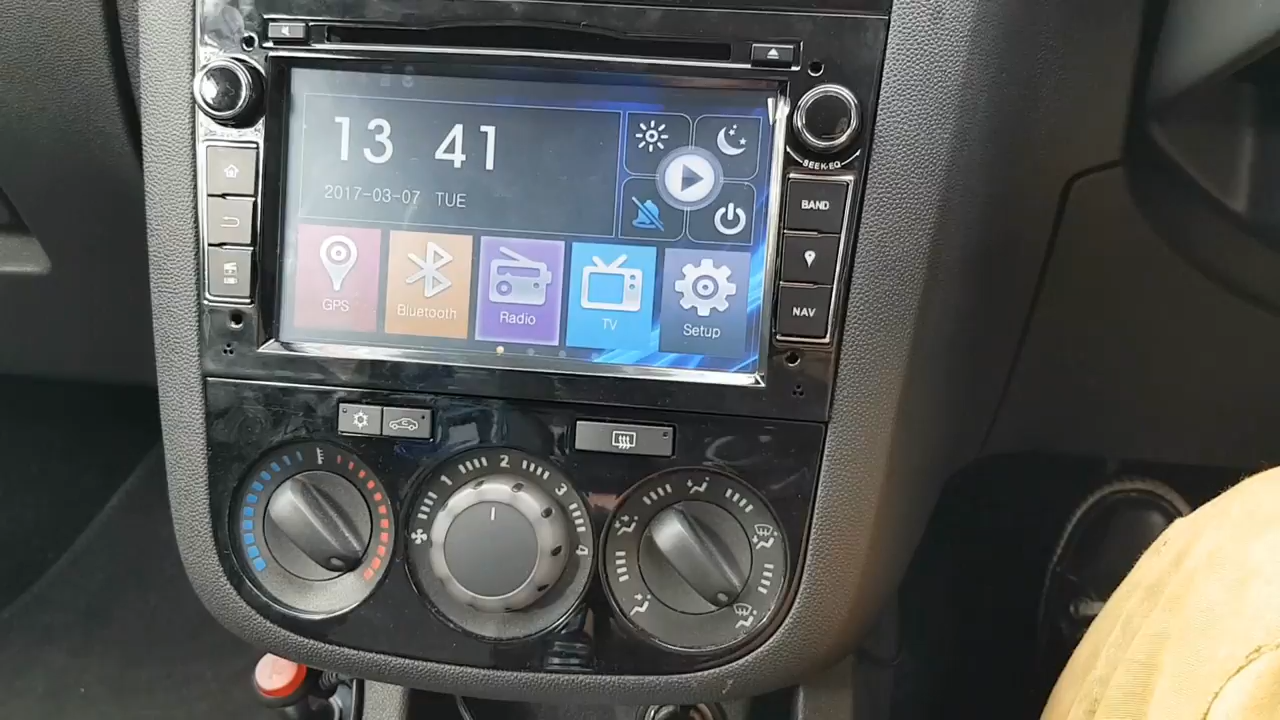 13 41
2017-03-07 TUE
SEEK-EQ
BAND
NAV
GPS
Bluetooth
Radio
TV
Setup
1
2
3
4